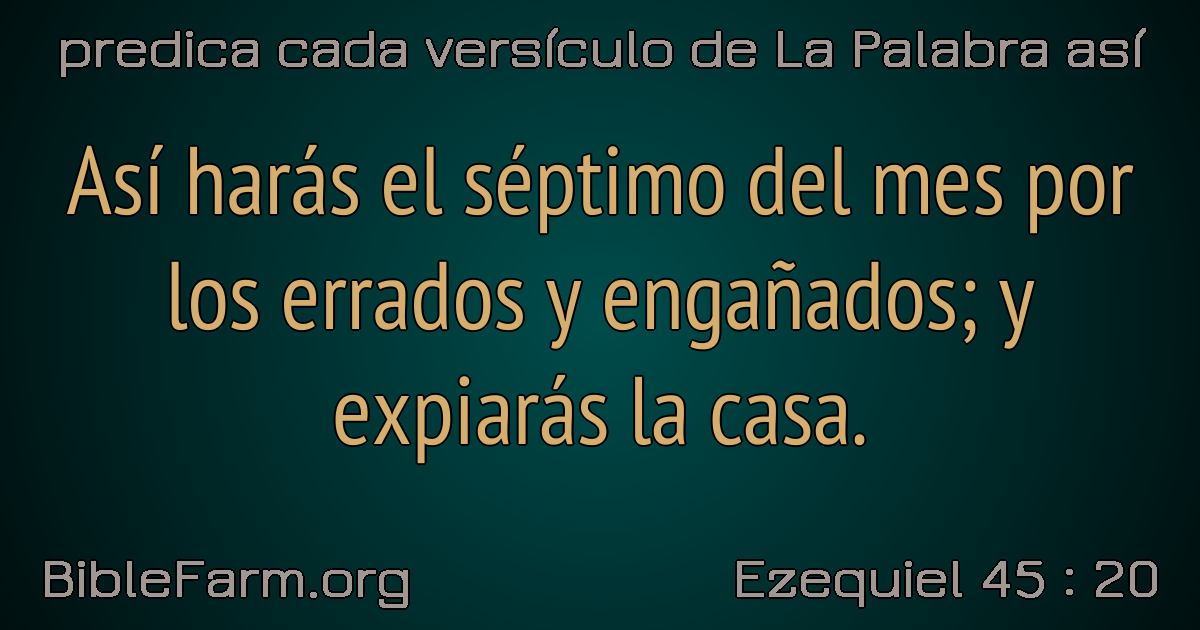 predica cada versículo de La Palabra así
Así harás el séptimo del mes por
los errados y engañados; y
expiarás la casa.
BibleFarm.org
Ezequiel 45 : 20